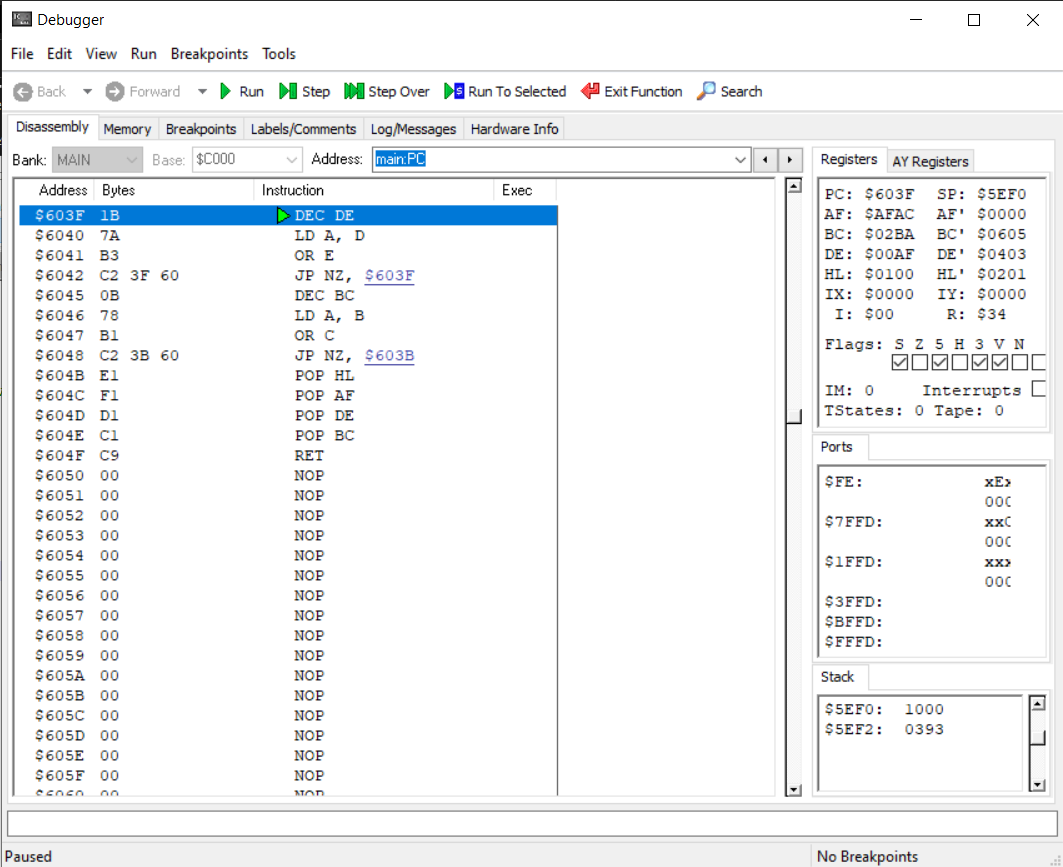 Debugger
File Edit View Run Breakpoints Tools
Back Forward Run Step Step Over Run To Selected Exit Function Search
Disassembly Memory Breakpoints Labels/Comments Log/Messages Hardware Info
Bank: MAIN Base: $C000 Address: main:PC
Address Bytes Instruction Exec
$603F 1B DEC DE
$6040 7A LD A, D
$6041 B3 OR E
$6042 C2 3F 60 JP NZ, $603F
$6045 0B DEC BC
$6046 78 LD A, B
$6047 B1 OR C
$6048 C2 3B 60 JP NZ, $603B
$604B E1 POP HL
$604C F1 POP AF
$604D D1 POP DE
$604E C1 POP BC
$604F C9 RET
$6050 00 NOP
$6051 00 NOP
$6052 00 NOP
$6053 00 NOP
$6054 00 NOP
$6055 00 NOP
$6056 00 NOP
$6057 00 NOP
$6058 00 NOP
$6059 00 NOP
$605A 00 NOP
$605B 00 NOP
$605C 00 NOP
$605D 00 NOP
$605E 00 NOP
$605F 00 NOP
$6060 00 NOP
Registers AY Registers
PC: $603F SP: $5EF0
AF: $AFAC AF' $0000
BC: $02BA BC' $0605
DE: $00AF DE' $0403
HL: $0100 HL' $0201
IX: $0000 IY: $0000
I: $00 R: $34
Flags: S Z 5 H 3 V N
IM: 0 Interrupts
TStates: 0 Tape: 0
Ports
$FE: xE
000
$7FFD: xx
000
$1FFD: xxx
000
$3FFD:
$BFFD:
$FFFD:
Stack
$5EF0: 1000
$5EF2: 0393
Paused
No Breakpoints